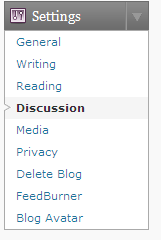 Settings
General
Writing
Reading
Discussion
Media
Privacy
Delete Blog
FeedBurner
Blog Avatar